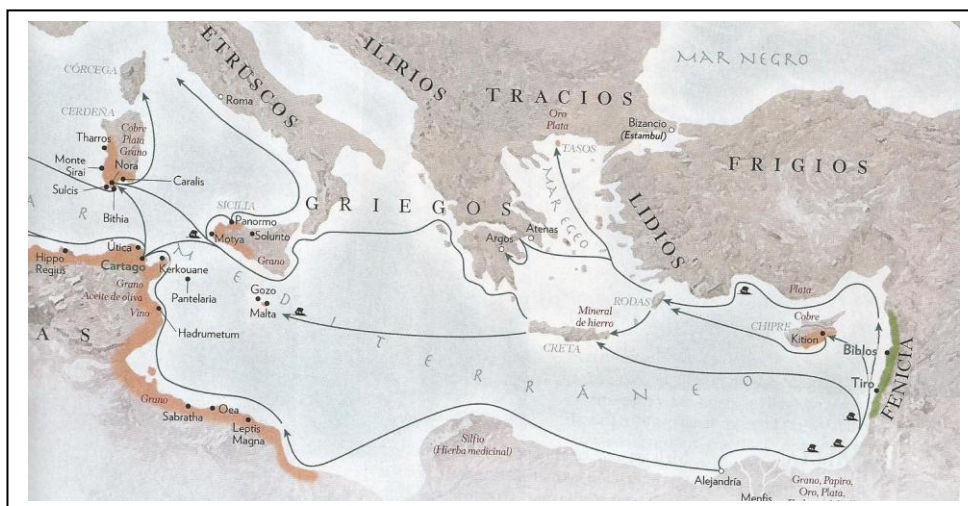 MAR NEGRO
CÓRCEGA
ETRUSCOS
ILIRIOS
Roma
CERDEÑA
TRACIOS
Oro
Plata
Bizancio
(Estambul)
Tharros
Cobre
Plata
Grano
TASOS
Monte
Sirai
Nora
Caralis
Sulcis
Bithia
FRIGIOS
MAR EGEO
LIDIOS
SICILIA
GRIEGOS
Panormo
Motya
Solunto
Grano
Atenas
Argos
Útica
Hippo
Regius
Cartago
Kerkouane
Grano
Aceite de oliva
Vino
Pantelaria
Gozo
Malta
Hadrumetum
RODAS
Plata
Mineral
de hierro
CRETA
Cobre
CHIPRE
Kition
Biblos
Tiro
FENICIA
A R
M E D I T E R R Á N E O
A S
Grano
Sabratha
Oea
Leptis
Magna
Silfio
(Hierba medicinal)
Alejandría
Menfis
Grano, Papiro,
Oro, Plata,